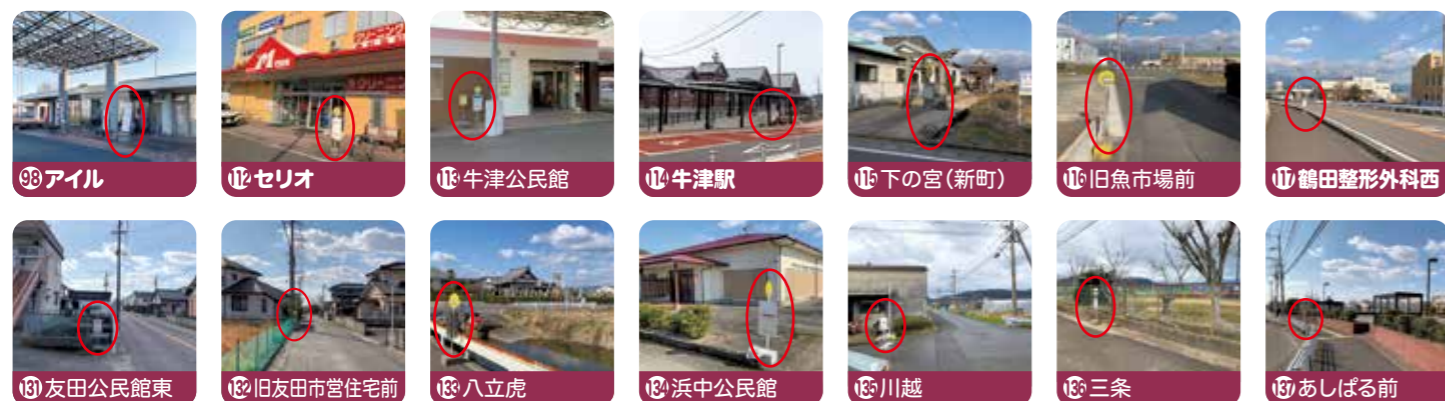 98アイル
112セリオ
113牛津公民館
114牛津駅
115下の宮(新町)
116旧魚市場前
117鶴田整形外科西
131友田公民館東
132旧友田市営住宅前
133八立虎
134浜中公民館
135川越
136三条
137あしぱる前